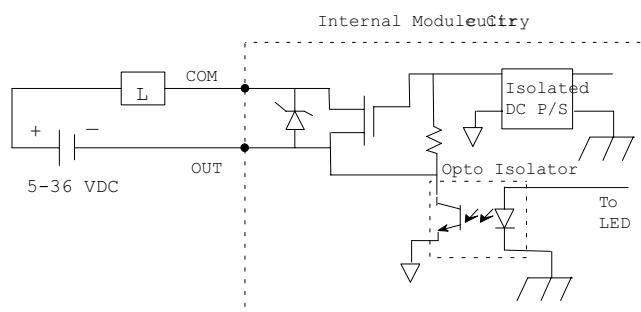 Internal Module
COM
L
Isolated
DC P/S
+ −
OUT
Opto Isolator
5-36 VDC
To
LED